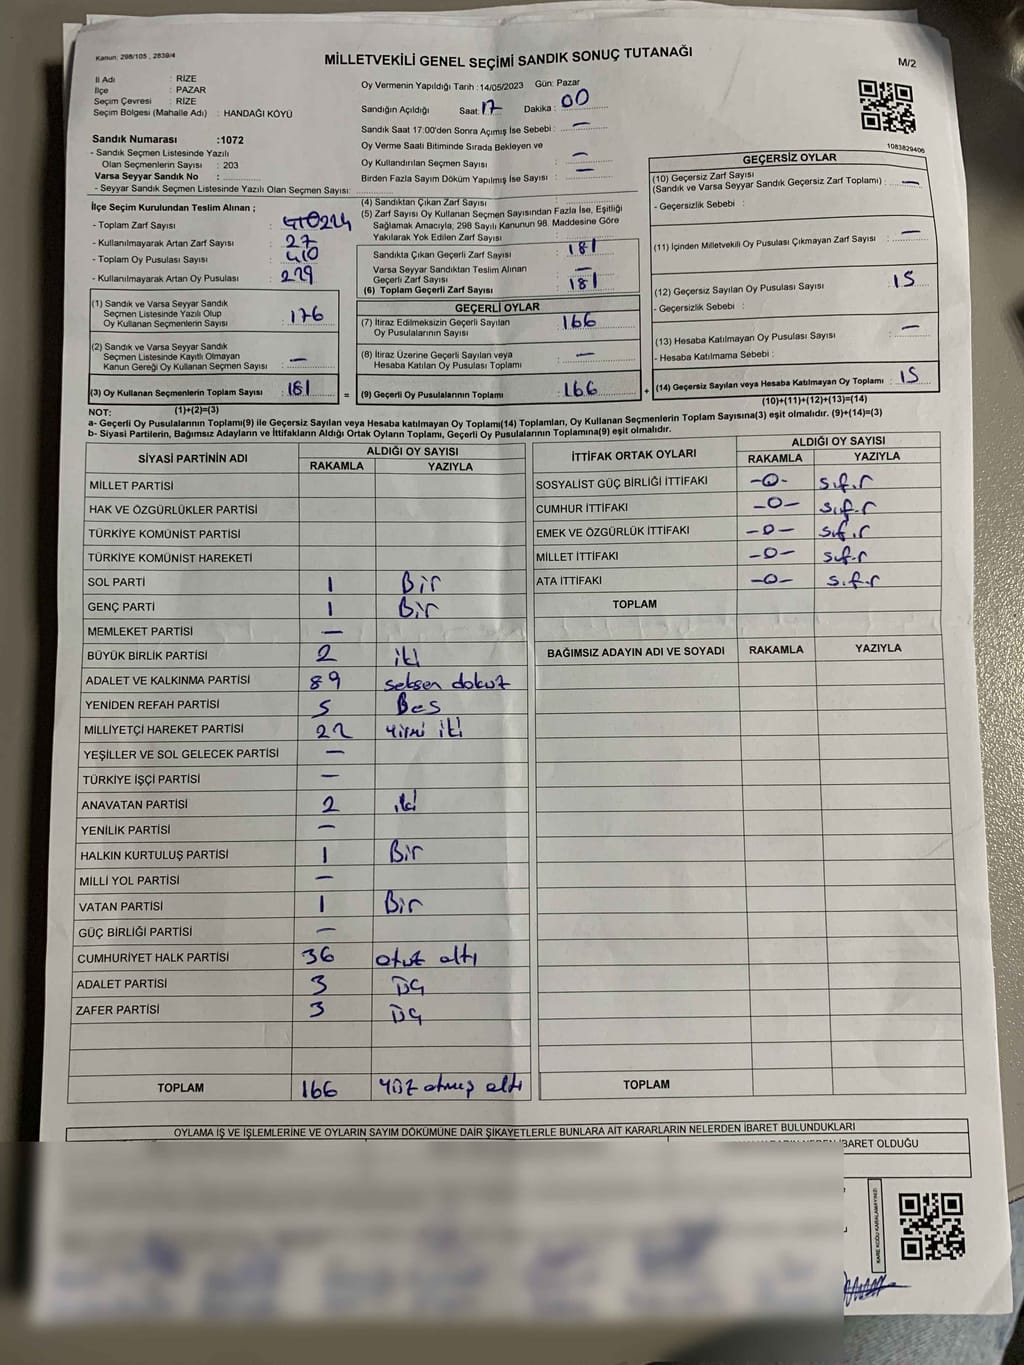 Kanun: 298/105, 2839/4
MİLLETVEKİLİ GENEL SEÇİMİ SANDIK SONUÇ TUTANAĞI
M/2
İl Adı : RİZE
İlçe : PAZAR
Seçim Çevresi : RİZE
Seçim Bölgesi (Mahalle Adı) : HANDAĞI KÖYÜ
Sandık Numarası :1072
- Sandık Seçmen Listesinde Yazılı
Olan Seçmenlerin Sayısı : 203
Varsa Seyyar Sandık No :
- Seyyar Sandık Seçmen Listesinde Yazılı Olan Seçmen Sayısı:
Oy Vermenin Yapıldığı Tarih :14/05/2023 Gün: Pazar
Sandığın Açıldığı Saat: 17 Dakika : 00
Sandık Saat 17:00'den Sonra Açımış İse Sebebi : —
Oy Verme Saati Bitiminde Sırada Bekleyen ve
Oy Kullandırılan Seçmen Sayısı : —
Birden Fazla Sayım Döküm Yapılmış İse Sayısı : —
1083829406
İlçe Seçim Kurulundan Teslim Alınan ;
- Toplam Zarf Sayısı : 224
- Kullanılmayarak Artan Zarf Sayısı : 27
- Toplam Oy Pusulası Sayısı : 410
- Kullanılmayarak Artan Oy Pusulası : 229
(1) Sandık ve Varsa Seyyar Sandık
Seçmen Listesinde Yazılı Olup
Oy Kullanan Seçmenlerin Sayısı : 176
(2) Sandık ve Varsa Seyyar Sandık
Seçmen Listesinde Kayıtlı Olmayan
Kanun Gereği Oy Kullanan Seçmen Sayısı : —
(3) Oy Kullanan Seçmenlerin Toplam Sayısı : 181
(1)+(2)=(3)
(4) Sandıktan Çıkan Zarf Sayısı :
(5) Zarf Sayısı Oy Kullanan Seçmen Sayısından Fazla İse, Eşitliği
Sağlamak Amacıyla, 298 Sayılı Kanunun 98. Maddesine Göre
Yakılarak Yok Edilen Zarf Sayısı :
Sandıkta Çıkan Geçerli Zarf Sayısı : 181
Varsa Seyyar Sandıktan Teslim Alınan
Geçerli Zarf Sayısı : —
(6) Toplam Geçerli Zarf Sayısı : 181
GEÇERLİ OYLAR
(7) İtiraz Edilmeksizin Geçerli Sayılan
Oy Pusulalarının Sayısı : 166
(8) İtiraz Üzerine Geçerli Sayılan veya
Hesaba Katılan Oy Pusulası Toplamı : —
= (9) Geçerli Oy Pusulalarının Toplamı : 166
GEÇERSİZ OYLAR
(10) Geçersiz Zarf Sayısı
(Sandık ve Varsa Seyyar Sandık Geçersiz Zarf Toplamı) : —
- Geçersizlik Sebebi :
(11) İçinden Milletvekili Oy Pusulası Çıkmayan Zarf Sayısı : —
(12) Geçersiz Sayılan Oy Pusulası Sayısı : 15
- Geçersizlik Sebebi :
(13) Hesaba Katılmayan Oy Pusulası Sayısı : —
- Hesaba Katılmama Sebebi :
+ (14) Geçersiz Sayılan veya Hesaba Katılmayan Oy Toplamı : 15
(10)+(11)+(12)+(13)=(14)
NOT:
a- Geçerli Oy Pusulalarının Toplamı(9) ile Geçersiz Sayılan veya Hesaba katılmayan Oy Toplamı(14) Toplamları, Oy Kullanan Seçmenlerin Toplam Sayısına(3) eşit olmalıdır. (9)+(14)=(3)
b- Siyasi Partilerin, Bağımsız Adayların ve İttifakların Aldığı Ortak Oyların Toplamı, Geçerli Oy Pusulalarının Toplamına(9) eşit olmalıdır.
SİYASİ PARTİNİN ADI
ALDIĞI OY SAYISI
RAKAMLA YAZIYLA
MİLLET PARTİSİ
HAK VE ÖZGÜRLÜKLER PARTİSİ
TÜRKİYE KOMÜNİST PARTİSİ
TÜRKİYE KOMÜNİST HAREKETİ
SOL PARTİ 1 Bir
GENÇ PARTİ 1 Bir
MEMLEKET PARTİSİ —
BÜYÜK BİRLİK PARTİSİ 2 iki
ADALET VE KALKINMA PARTİSİ 89 seksen dokuz
YENİDEN REFAH PARTİSİ 5 Bes
MİLLİYETÇİ HAREKET PARTİSİ 22 yirmi iki
YEŞİLLER VE SOL GELECEK PARTİSİ —
TÜRKİYE İŞÇİ PARTİSİ —
ANAVATAN PARTİSİ 2 iki
YENİLİK PARTİSİ —
HALKIN KURTULUŞ PARTİSİ 1 Bir
MİLLİ YOL PARTİSİ —
VATAN PARTİSİ 1 Bir
GÜÇ BİRLİĞİ PARTİSİ —
CUMHURİYET HALK PARTİSİ 36 otuz altı
ADALET PARTİSİ 3 Üç
ZAFER PARTİSİ 3 Üç
TOPLAM 166 yüz atmış altı
İTTİFAK ORTAK OYLARI
ALDIĞI OY SAYISI
RAKAMLA YAZIYLA
SOSYALİST GÜÇ BİRLİĞİ İTTİFAKI -0- sıfır
CUMHUR İTTİFAKI -0- sıfır
EMEK VE ÖZGÜRLÜK İTTİFAKI -0- sıfır
MİLLET İTTİFAKI -0- sıfır
ATA İTTİFAKI -0- sıfır
TOPLAM
BAĞIMSIZ ADAYIN ADI VE SOYADI RAKAMLA YAZIYLA
TOPLAM
OYLAMA İŞ VE İŞLEMLERİNE VE OYLARIN SAYIM DÖKÜMÜNE DAİR ŞİKAYETLERLE BUNLARA AİT KARARLARIN NELERDEN İBARET BULUNDUKLARI
İBARET OLDUĞU
KARE KODU KARALAMAYINIZ!